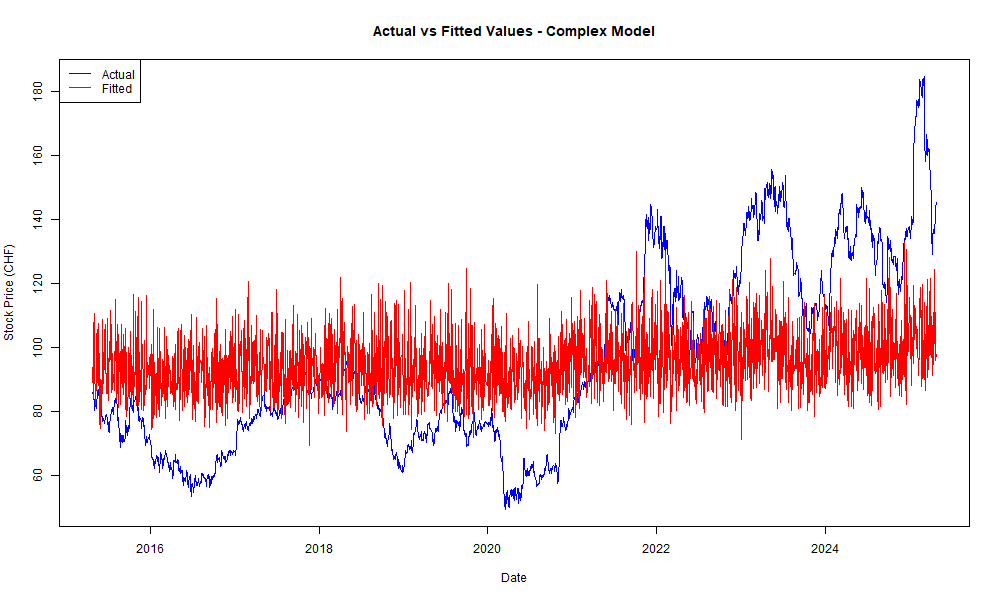 Actual vs Fitted Values - Complex Model
Actual
Fitted
Stock Price (CHF)
180
160
140
120
100
80
60
2016
2018
2020
2022
2024
Date